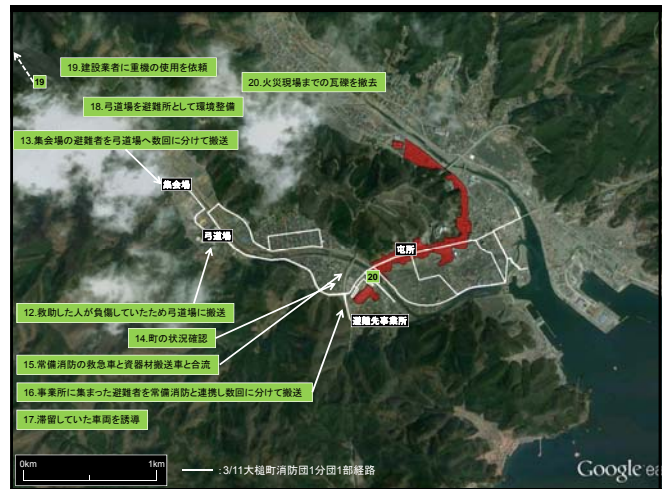 19.建設業者に重機の使用を依頼
19
20.火災現場までの瓦礫を撤去
18.弓道場を避難所として環境整備
13.集会場の避難者を弓道場へ数回に分けて搬送
集会場
弓道場
屯所
20
12.救助した人が負傷していたため弓道場に搬送
避難先事業所
14.町の状況確認
15.常備消防の救急車と資器材搬送車と合流
16.事業所に集まった避難者を常備消防と連携し数回に分けて搬送
17.滞留していた車両を誘導
0km 1km
:3/11大槌町消防団1分団1部経路
Google ea